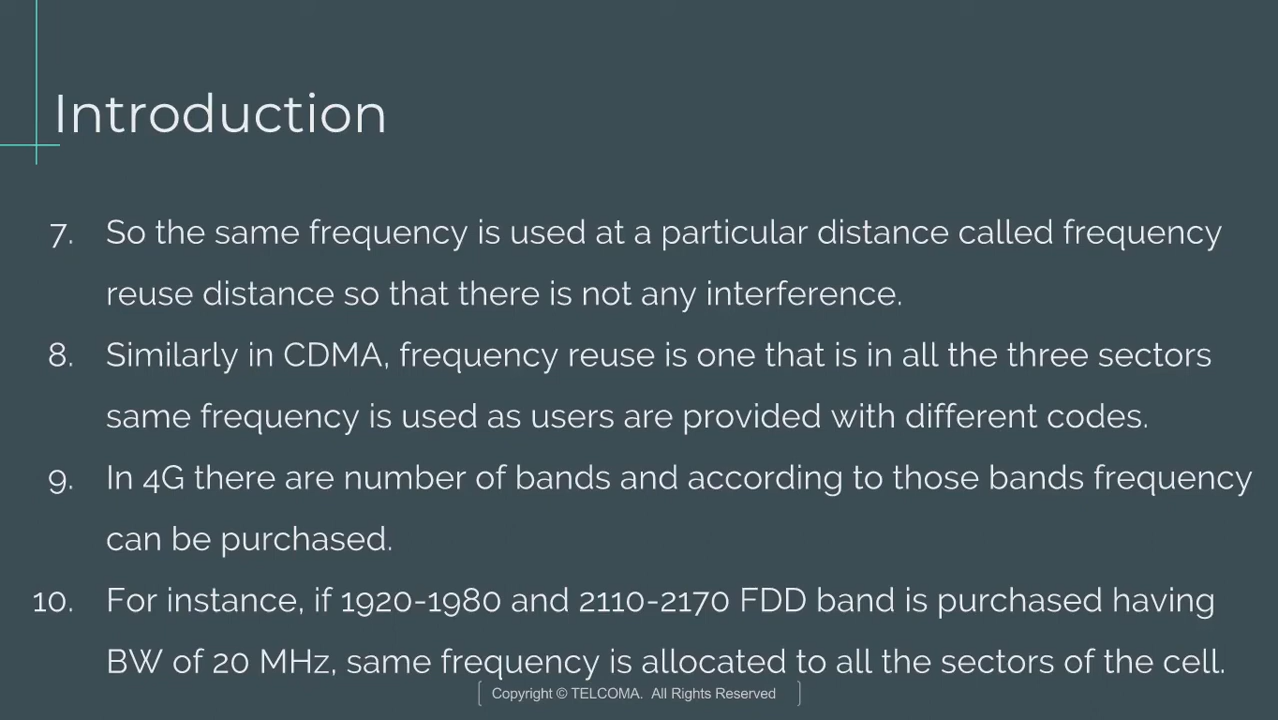 Introduction
7. So the same frequency is used at a particular distance called frequency
reuse distance so that there is not any interference.
8. Similarly in CDMA, frequency reuse is one that is in all the three sectors
same frequency is used as users are provided with different codes.
9. In 4G there are number of bands and according to those bands frequency
can be purchased.
10. For instance, if 1920-1980 and 2110-2170 FDD band is purchased having
BW of 20 MHz, same frequency is allocated to all the sectors of the cell.
Copyright © TELCOMA. All Rights Reserved